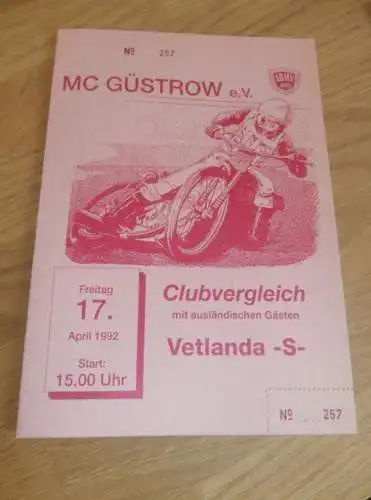 Nº 257
MC GÜSTROW e.V.
ADMV
Clubvergleich
mit ausländischen Gästen
Vetlanda -S-
Freitag
17.
April 1992
Start:
15.00 Uhr
Nº 257